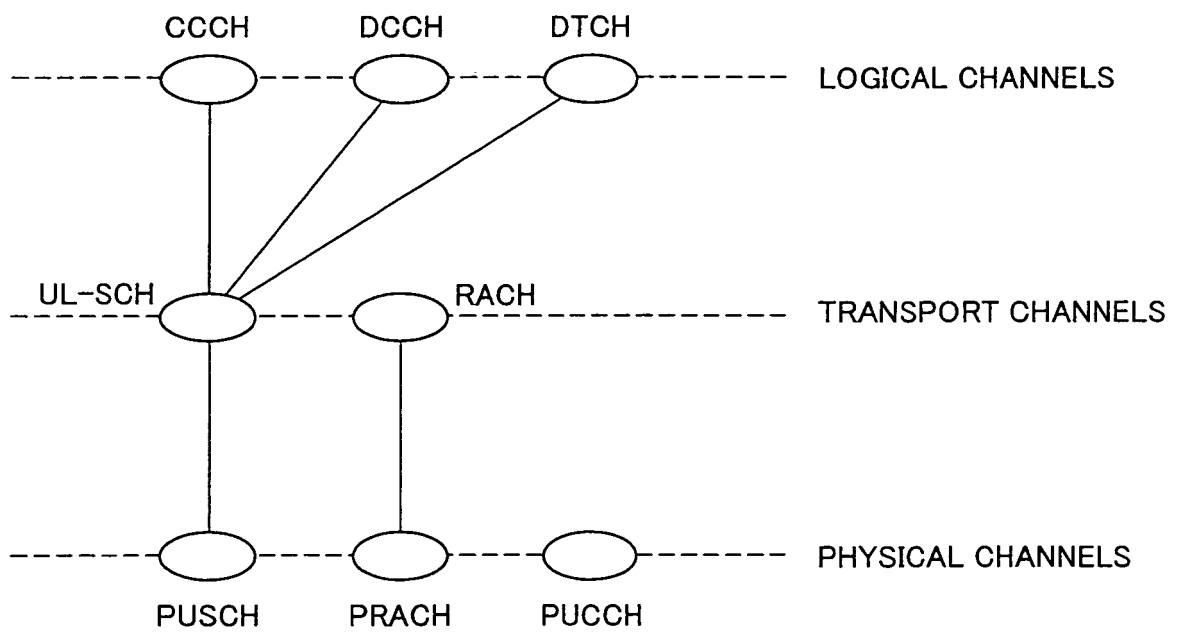 CCCH DCCH DTCH
LOGICAL CHANNELS
UL-SCH RACH
TRANSPORT CHANNELS
PHYSICAL CHANNELS
PUSCH PRACH PUCCH